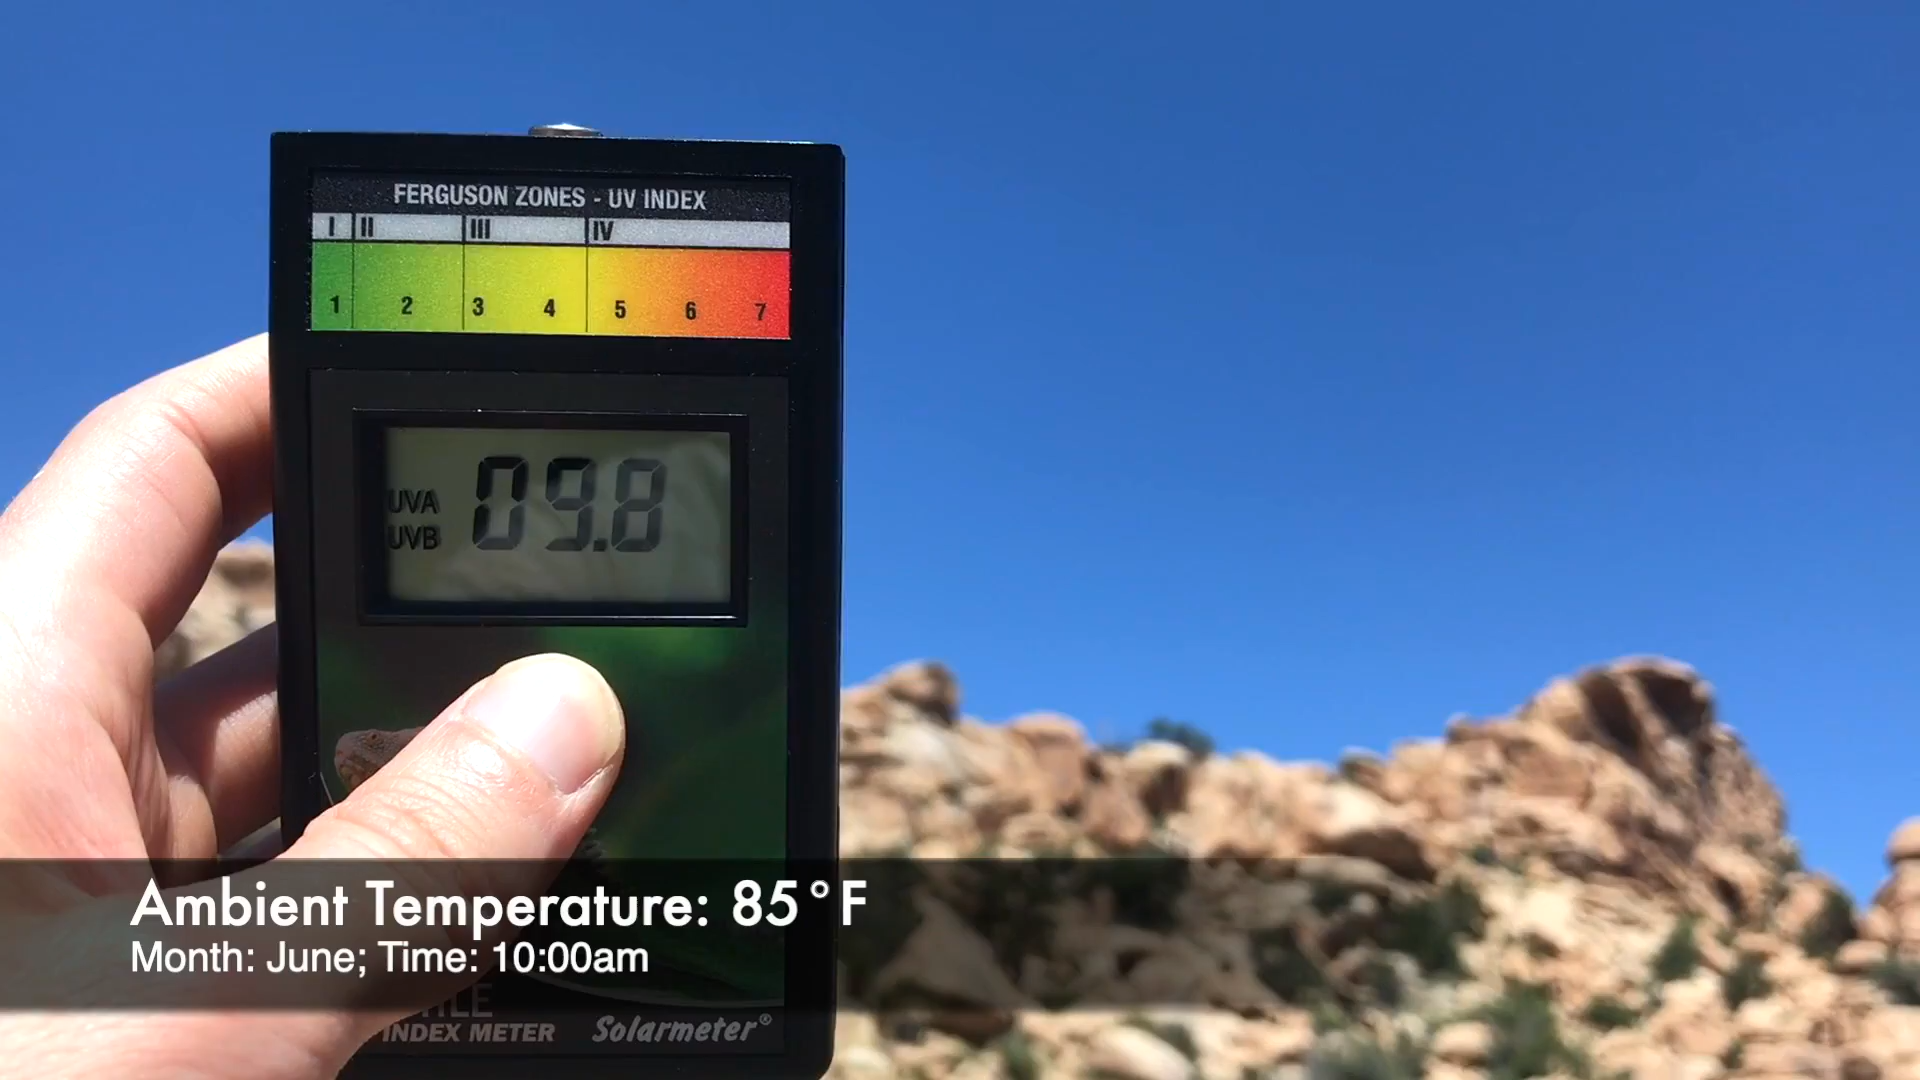 FERGUSON ZONES - UV INDEX
I II III IV
1 2 3 4 5 6 7
UVA
UVB
09.8
Ambient Temperature: 85°F
Month: June; Time: 10:00am
INDEX METER Solarmeter®